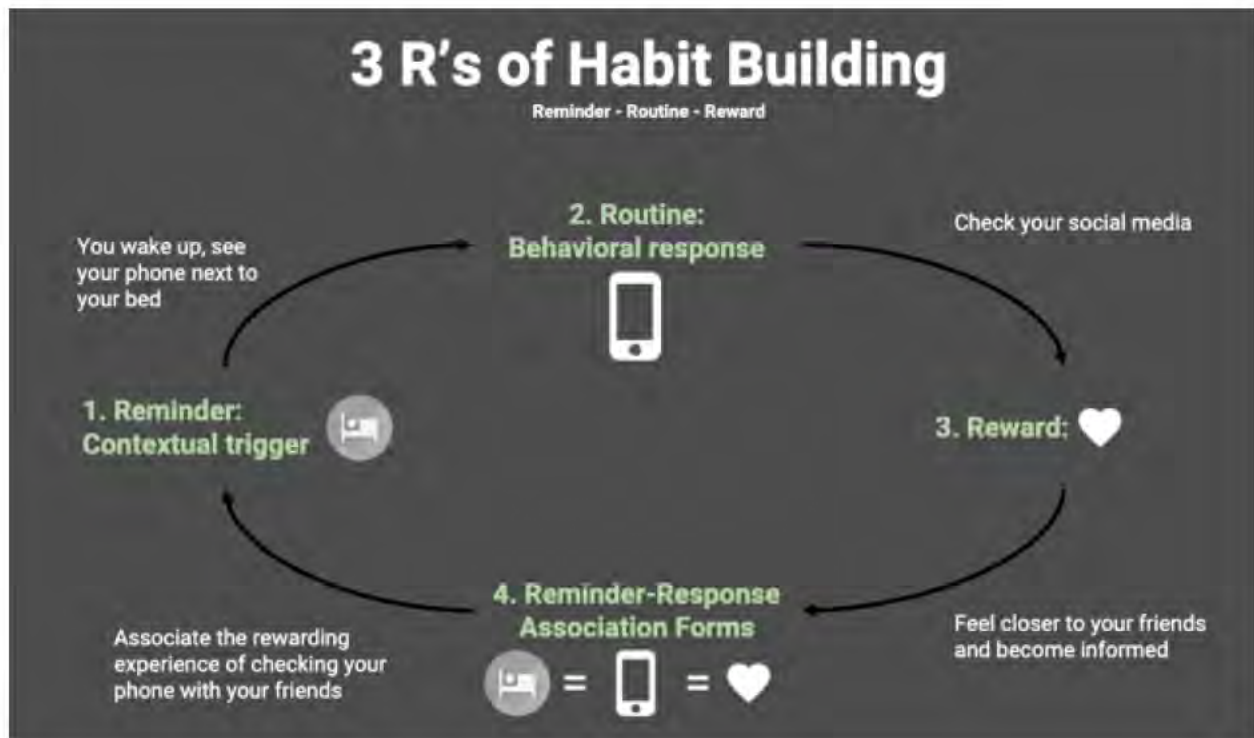 3 R's of Habit Building
Reminder - Routine - Reward
2. Routine:
Behavioral response
Check your social media
You wake up, see
your phone next to
your bed
1. Reminder:
Contextual trigger
3. Reward:
4. Reminder-Response
Association Forms
= =
Feel closer to your friends
and become informed
Associate the rewarding
experience of checking your
phone with your friends